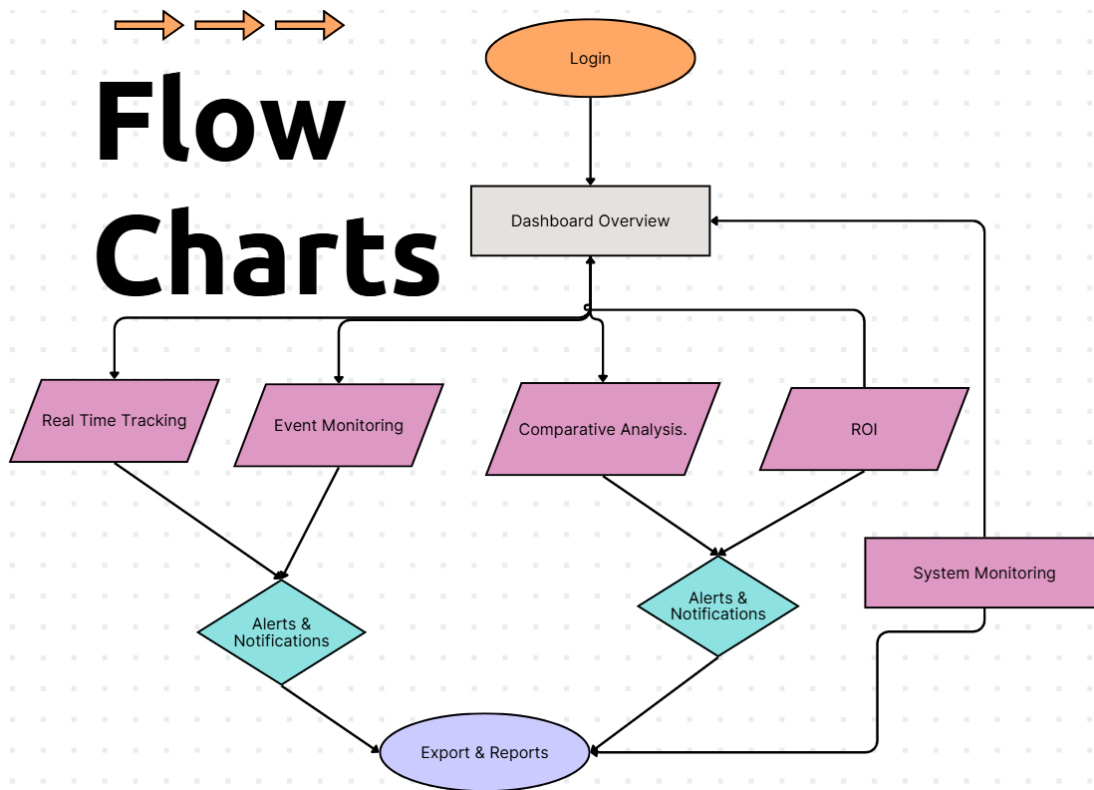 Flow
Charts
Login
Dashboard Overview
Real Time Tracking
Event Monitoring
Comparative Analysis.
ROI
System Monitoring
Alerts &
Notifications
Alerts &
Notifications
Export & Reports